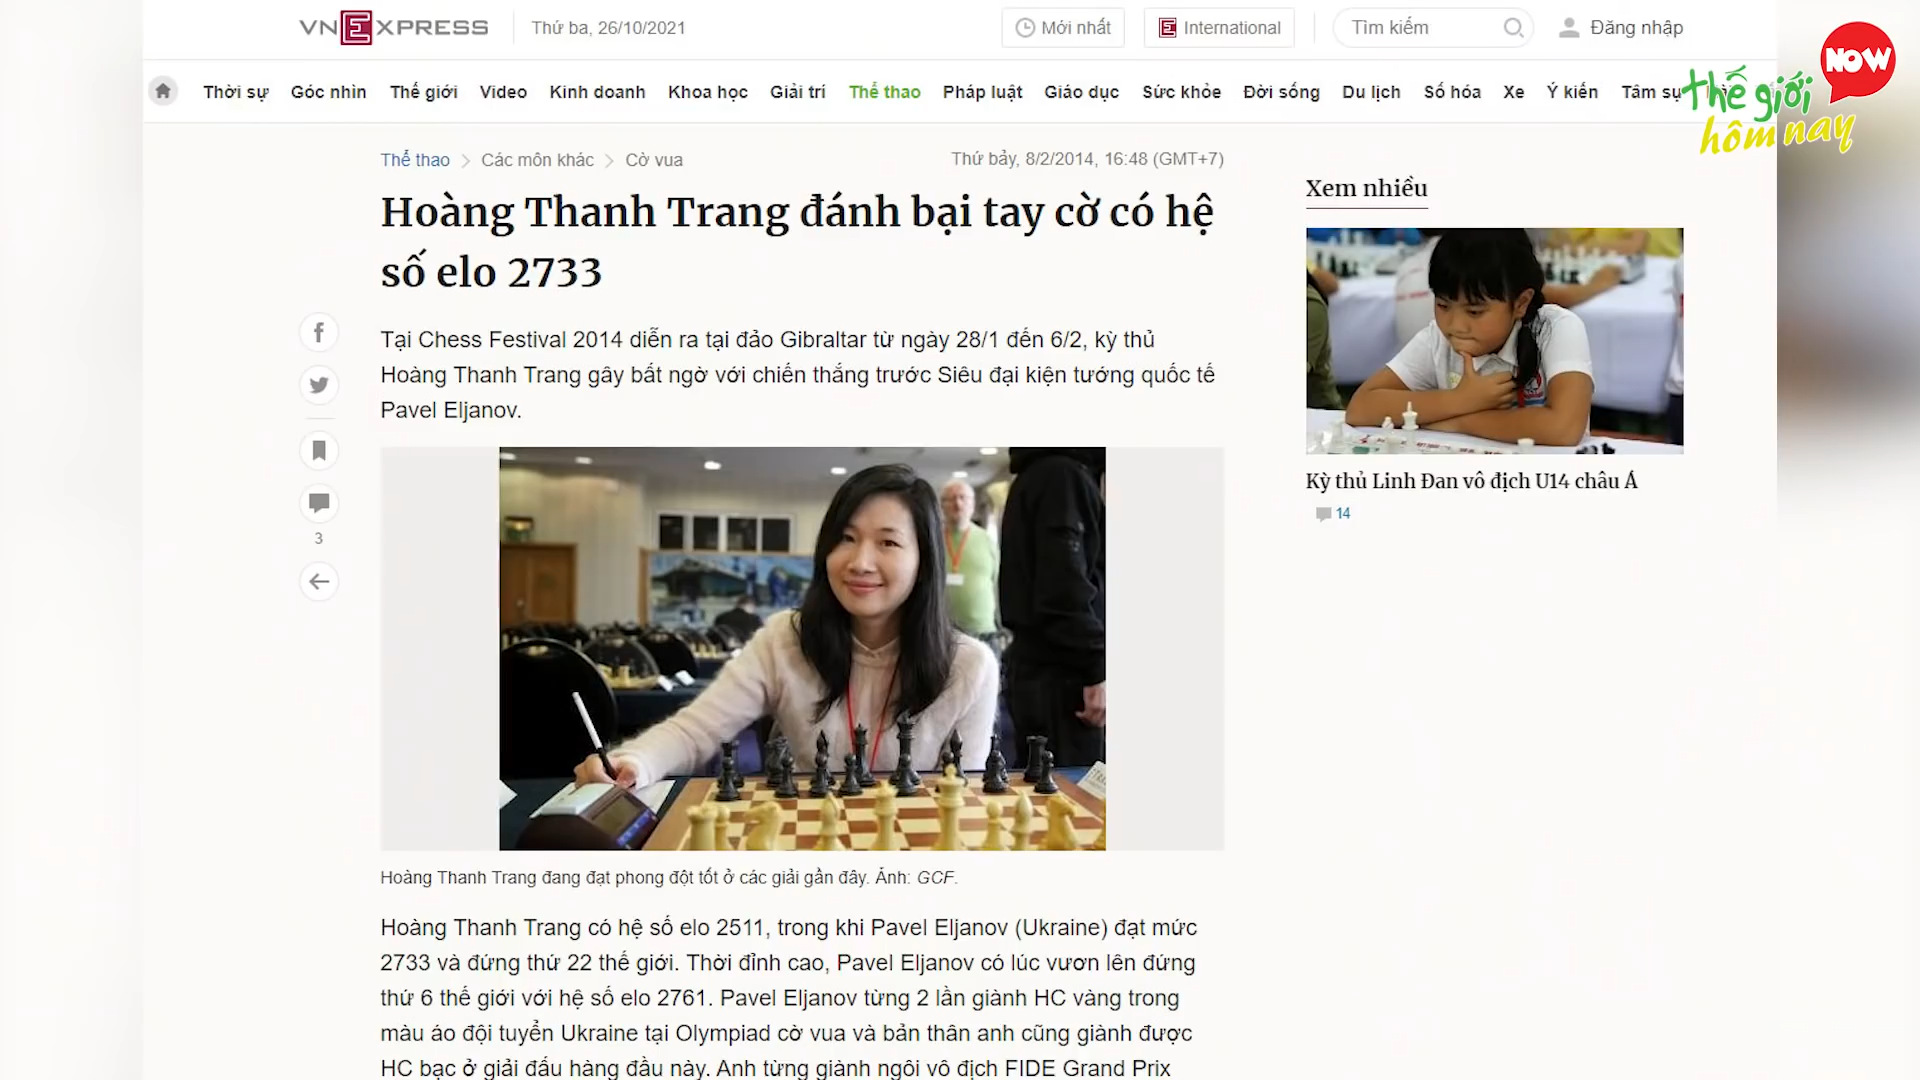 VNEXPRESS
Thứ ba, 26/10/2021
Mới nhất
International
Tìm kiếm
Đăng nhập
NOW
thế giới
hôm nay
Thời sự Góc nhìn Thế giới Video Kinh doanh Khoa học Giải trí Thể thao Pháp luật Giáo dục Sức khỏe Đời sống Du lịch Số hóa Xe Ý kiến Tâm sự
Thể thao > Các môn khác > Cờ vua
Thứ bảy, 8/2/2014, 16:48 (GMT+7)
Hoàng Thanh Trang đánh bại tay cờ có hệ
số elo 2733
Tại Chess Festival 2014 diễn ra tại đảo Gibraltar từ ngày 28/1 đến 6/2, kỳ thủ
Hoàng Thanh Trang gây bất ngờ với chiến thắng trước Siêu đại kiện tướng quốc tế
Pavel Eljanov.
3
Hoàng Thanh Trang đang đạt phong đột tốt ở các giải gần đây. Ảnh: GCF.
Hoàng Thanh Trang có hệ số elo 2511, trong khi Pavel Eljanov (Ukraine) đạt mức
2733 và đứng thứ 22 thế giới. Thời đỉnh cao, Pavel Eljanov có lúc vươn lên đứng
thứ 6 thế giới với hệ số elo 2761. Pavel Eljanov từng 2 lần giành HC vàng trong
màu áo đội tuyển Ukraine tại Olympiad cờ vua và bản thân anh cũng giành được
HC bạc ở giải đấu hàng đầu này. Anh từng giành ngôi vô địch FIDE Grand Prix
Xem nhiều
Kỳ thủ Linh Đan vô địch U14 châu Á
14